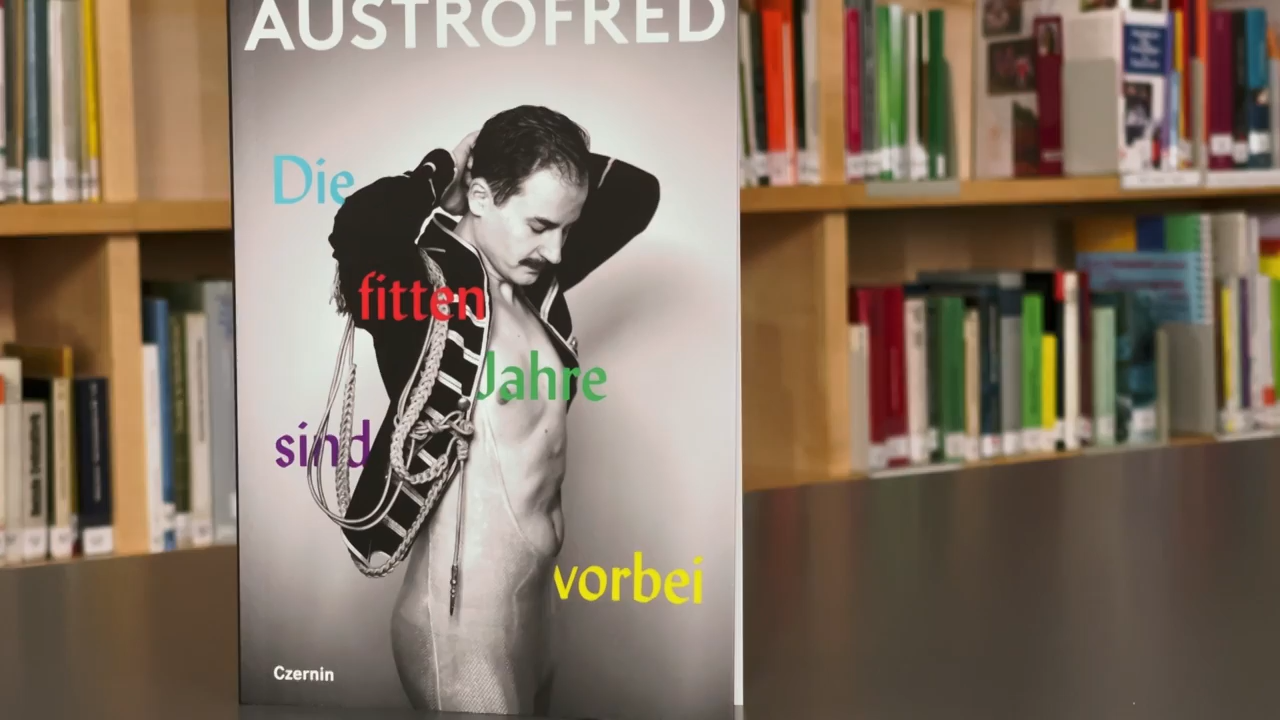 AUSTROFRED
Die
fitten
Jahre
sind
vorbei
Czernin